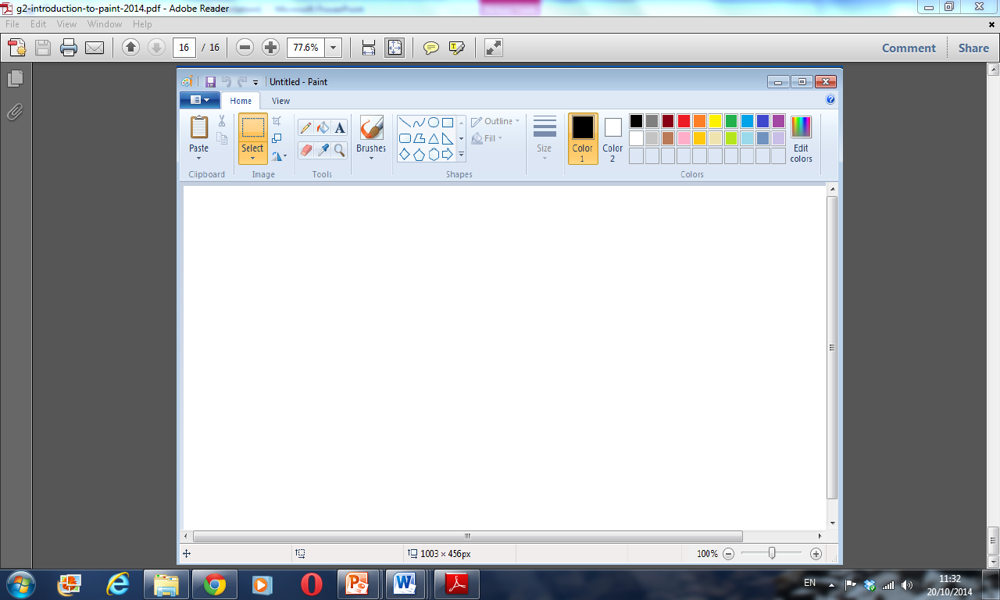 g2-introduction-to-paint-2014.pdf - Adobe Reader
Microsoft PowerPoint
File Edit View Window Help
16 / 16 77.6% Comment Share
Untitled - Paint
Home View
Paste
Select
A
Brushes
Outline
Fill
Size
Color 1
Color 2
Edit colors
Clipboard Image Tools Shapes Colors
1003 × 456px 100%
EN 11:32
20/10/2014